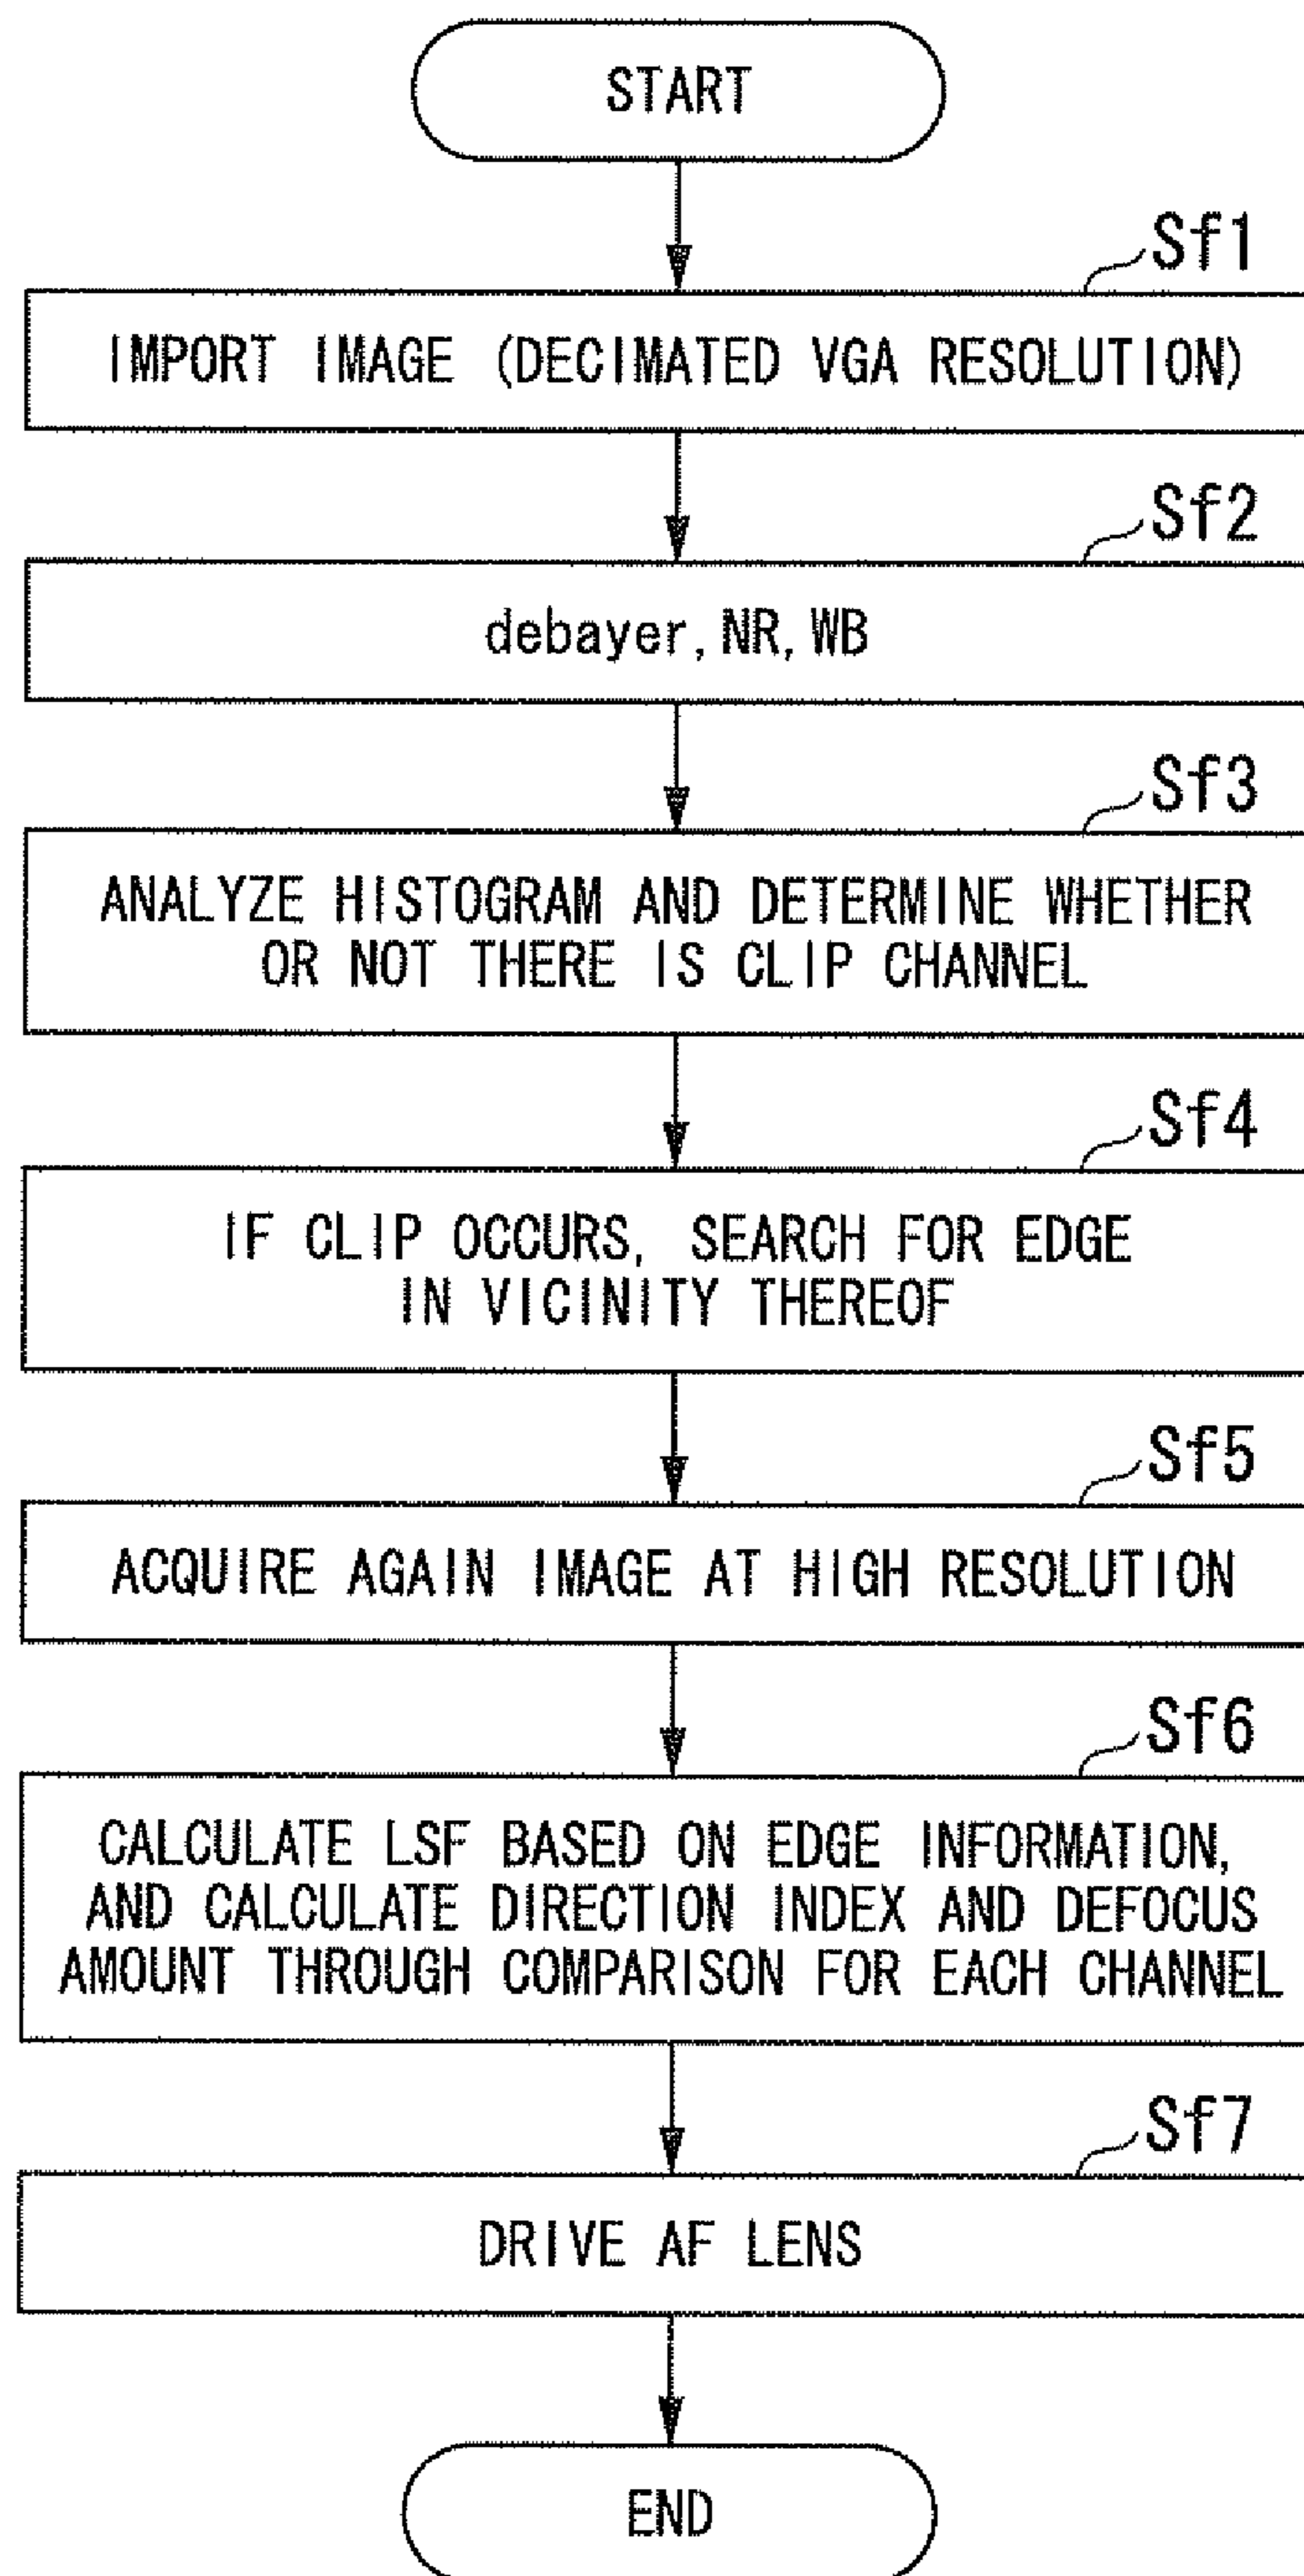 START
Sf1
IMPORT IMAGE (DECIMATED VGA RESOLUTION)
Sf2
debayer, NR, WB
Sf3
ANALYZE HISTOGRAM AND DETERMINE WHETHER
OR NOT THERE IS CLIP CHANNEL
Sf4
IF CLIP OCCURS, SEARCH FOR EDGE
IN VICINITY THEREOF
Sf5
ACQUIRE AGAIN IMAGE AT HIGH RESOLUTION
Sf6
CALCULATE LSF BASED ON EDGE INFORMATION,
AND CALCULATE DIRECTION INDEX AND DEFOCUS
AMOUNT THROUGH COMPARISON FOR EACH CHANNEL
Sf7
DRIVE AF LENS
END